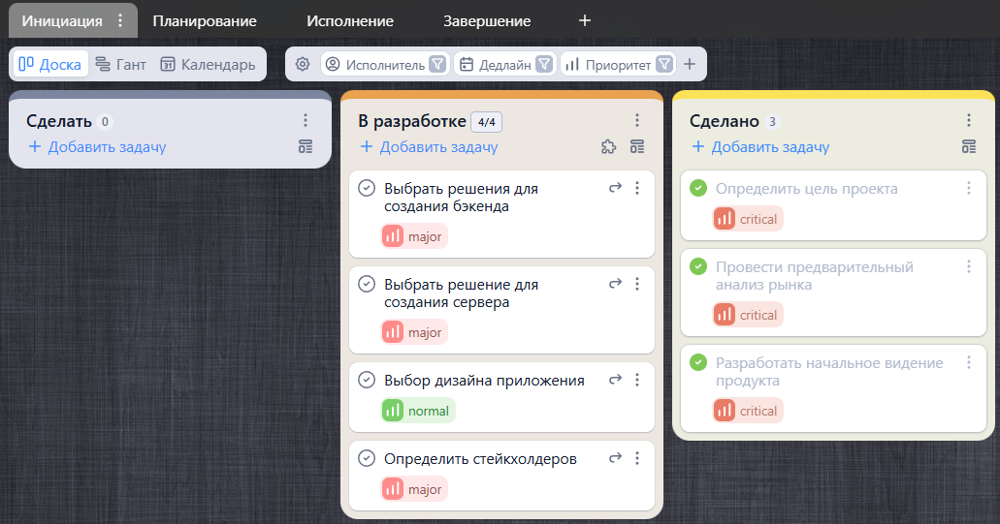 Инициация
Планирование
Исполнение
Завершение
Доска
Гант
31 Календарь
Исполнитель
Дедлайн
Приоритет
Сделать 0
Добавить задачу
В разработке 4/4
Добавить задачу
Выбрать решения для
создания бэкенда
major
Выбрать решение для
создания сервера
major
Выбор дизайна приложения
normal
Определить стейкхолдеров
major
Сделано 3
Добавить задачу
Определить цель проекта
critical
Провести предварительный
анализ рынка
critical
Разработать начальное видение
продукта
critical